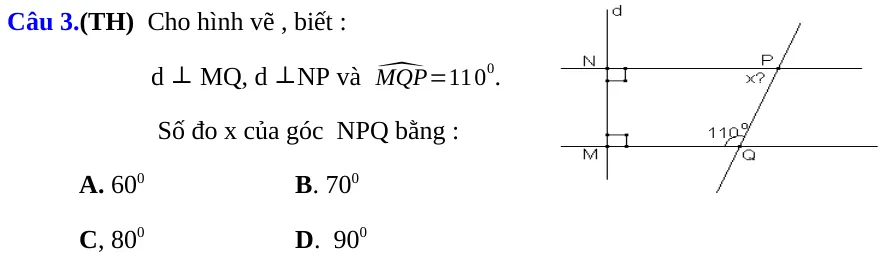 Câu 3.(TH) Cho hình vẽ , biết :
d ⊥ MQ, d ⊥NP và \widehat{MQP}=110⁰.
Số đo x của góc NPQ bằng :
A. 60⁰ B. 70⁰
C, 80⁰ D. 90⁰
d
N P
x?
110⁰
M Q